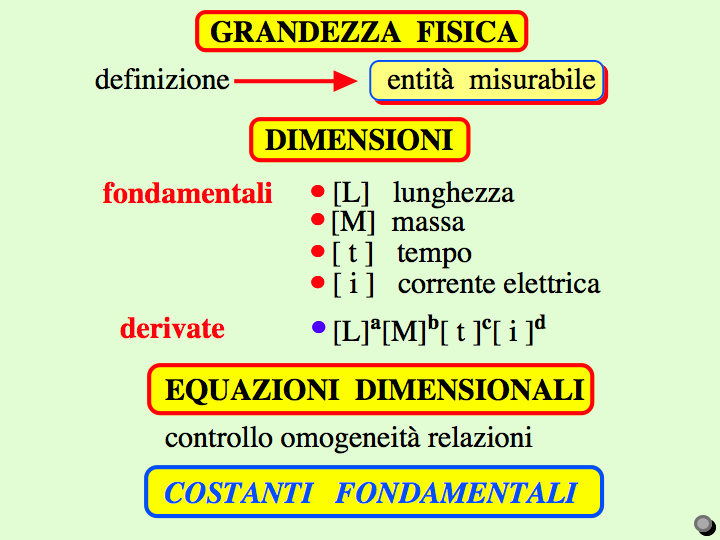 GRANDEZZA FISICA
definizione entità misurabile
DIMENSIONI
fondamentali • [L] lunghezza
• [M] massa
• [ t ] tempo
• [ i ] corrente elettrica
derivate • [L]ᵃ[M]ᵇ[ t ]ᶜ[ i ]ᵈ
EQUAZIONI DIMENSIONALI
controllo omogeneità relazioni
COSTANTI FONDAMENTALI